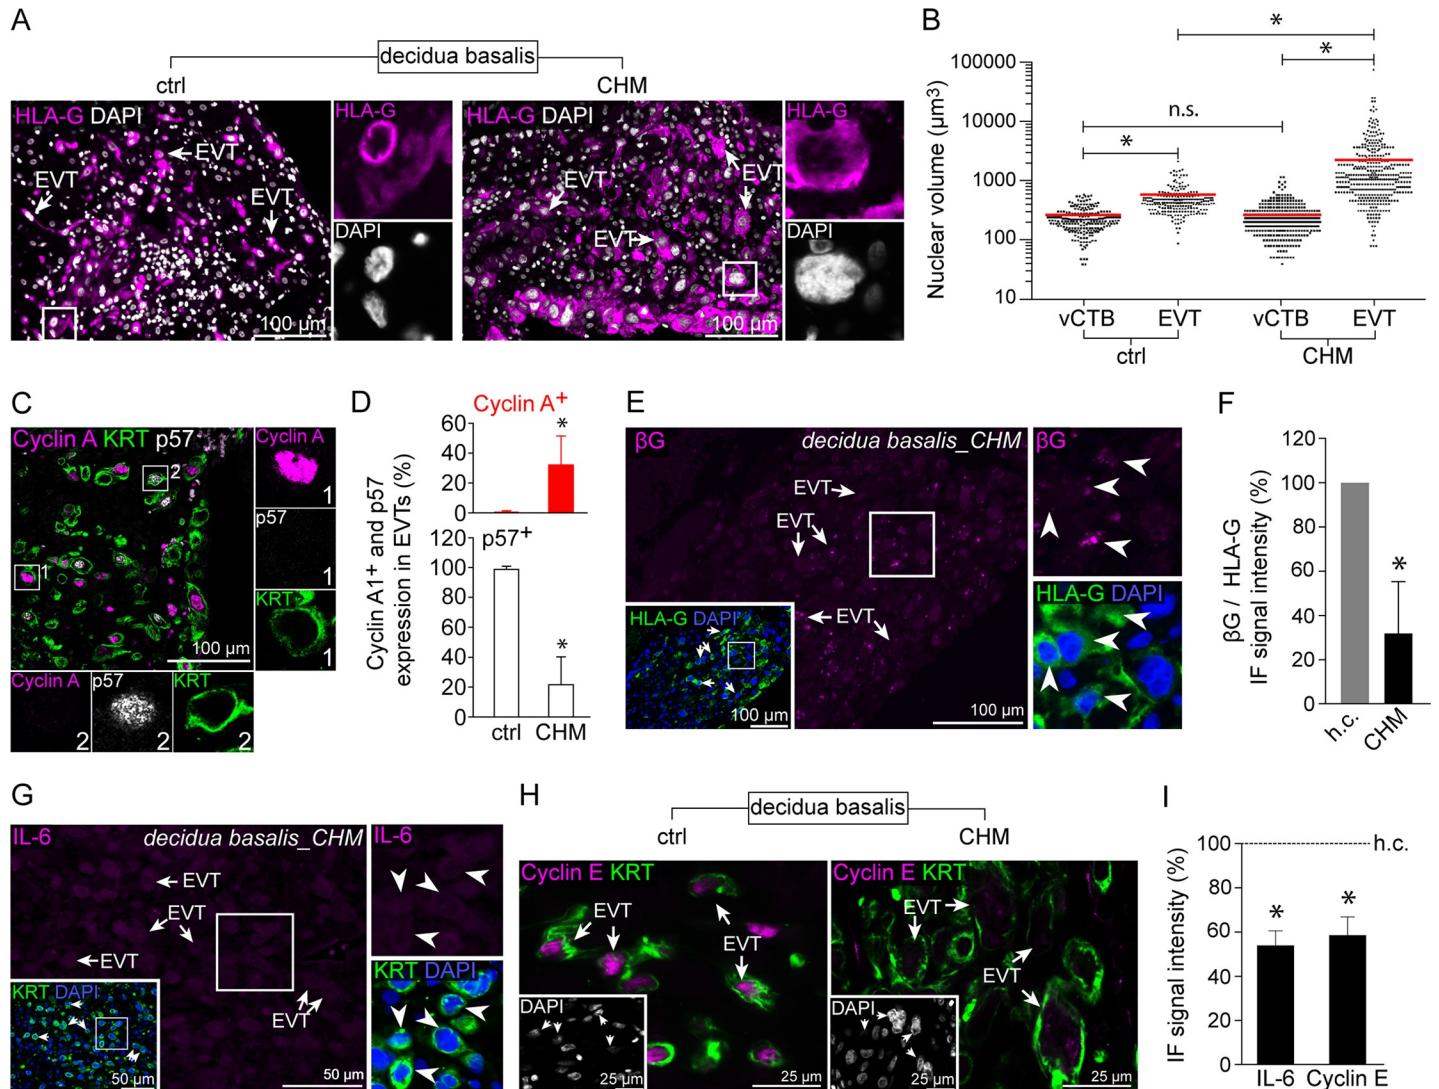 A
decidua basalis
ctrl
CHM
HLA-G DAPI
EVT
EVT
EVT
100 µm
HLA-G
DAPI
HLA-G DAPI
EVT
EVT
EVT
100 µm
HLA-G
DAPI
B
Nuclear volume (µm³)
100000
10000
1000
100
10
*
*
n.s.
*
vCTB
EVT
vCTB
EVT
ctrl
CHM
C
Cyclin A KRT p57
2
1
100 µm
Cyclin A
1
p57
1
KRT
1
Cyclin A
2
p57
2
KRT
2
D
Cyclin A+
Cyclin A1+ and p57
expression in EVTs (%)
60
40
20
0
*
p57+
120
100
80
60
40
20
0
*
ctrl
CHM
E
βG
decidua basalis_CHM
EVT
EVT
EVT
HLA-G DAPI
100 µm
100 µm
βG
HLA-G DAPI
F
βG / HLA-G
IF signal intensity (%)
120
100
80
60
40
20
0
*
h.c.
CHM
G
IL-6
decidua basalis_CHM
EVT
EVT
EVT
EVT
KRT DAPI
50 µm
50 µm
IL-6
KRT DAPI
H
decidua basalis
ctrl
CHM
Cyclin E KRT
EVT
EVT
DAPI
25 µm
25 µm
Cyclin E KRT
EVT
EVT
DAPI
25 µm
25 µm
I
IF signal intensity (%)
100
80
60
40
20
0
h.c.
*
*
IL-6
Cyclin E